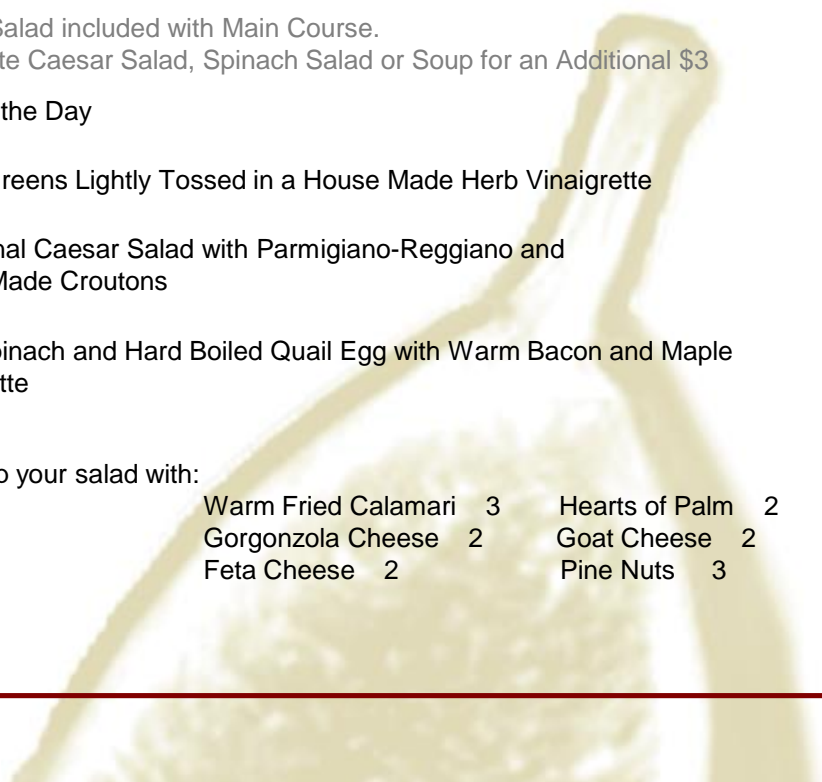 Salad included with Main Course.
te Caesar Salad, Spinach Salad or Soup for an Additional $3
the Day
reens Lightly Tossed in a House Made Herb Vinaigrette
nal Caesar Salad with Parmigiano-Reggiano and
Made Croutons
pinach and Hard Boiled Quail Egg with Warm Bacon and Maple
tte
o your salad with:
Warm Fried Calamari 3 Hearts of Palm 2
Gorgonzola Cheese 2 Goat Cheese 2
Feta Cheese 2 Pine Nuts 3